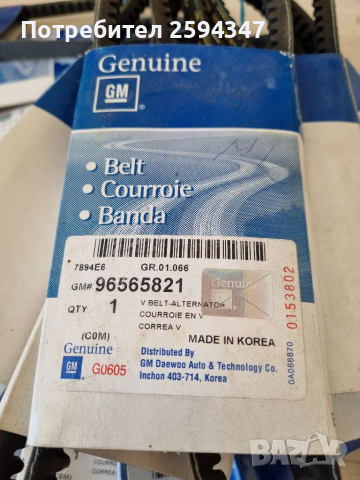 Потребител 2594347
Genuine
GM
• Belt
• Courroie
• Banda
7894E6 GR.01.066
GM# 96565821
Genuine
QTY 1 V BELT-ALTERNATOR
COURROIE EN V
CORREA V
(COM) MADE IN KOREA
Genuine
GM
GU605
Distributed By
GM Daewoo Auto & Technology Co.
Inchon 403-714, Korea
0A066870 0153802
BAZAR